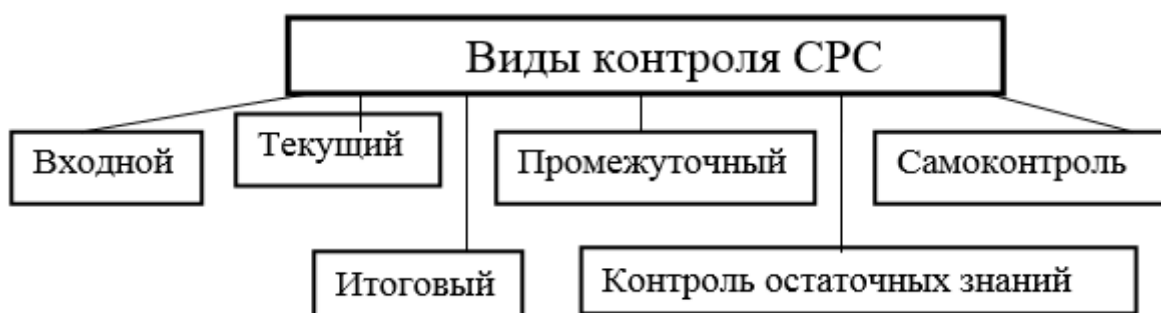 Виды контроля СРС
Входной
Текущий
Промежуточный
Самоконтроль
Итоговый
Контроль остаточных знаний